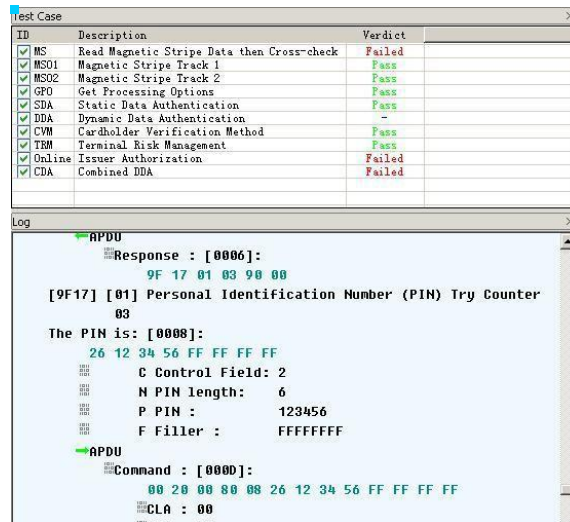 Test Case
ID Description Verdict
MS Read Magnetic Stripe Data then Cross-check Failed
MS01 Magnetic Stripe Track 1 Pass
MS02 Magnetic Stripe Track 2 Pass
GPO Get Processing Options Pass
SDA Static Data Authentication Pass
DDA Dynamic Data Authentication -
CVM Cardholder Verification Method Pass
TRM Terminal Risk Management Pass
Online Issuer Authorization Failed
CDA Combined DDA Failed
Log
APDU
Response : [0006]:
9F 17 01 03 90 00
[9F17] [01] Personal Identification Number (PIN) Try Counter
03
The PIN is: [0008]:
26 12 34 56 FF FF FF FF
C Control Field: 2
N PIN length: 6
P PIN : 123456
F Filler : FFFFFFFF
APDU
Command : [000D]:
00 20 00 80 08 26 12 34 56 FF FF FF FF
CLA : 00